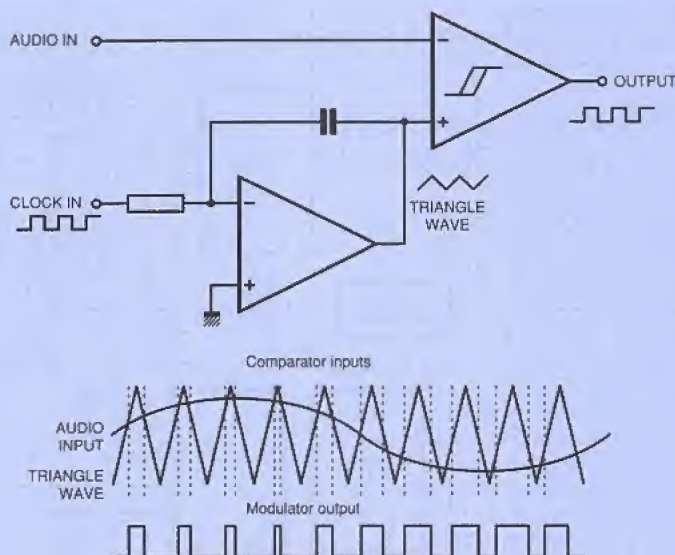 AUDIO IN
OUTPUT
CLOCK IN
TRIANGLE
WAVE
Comparator inputs
AUDIO
INPUT
TRIANGLE
WAVE
Modulator output